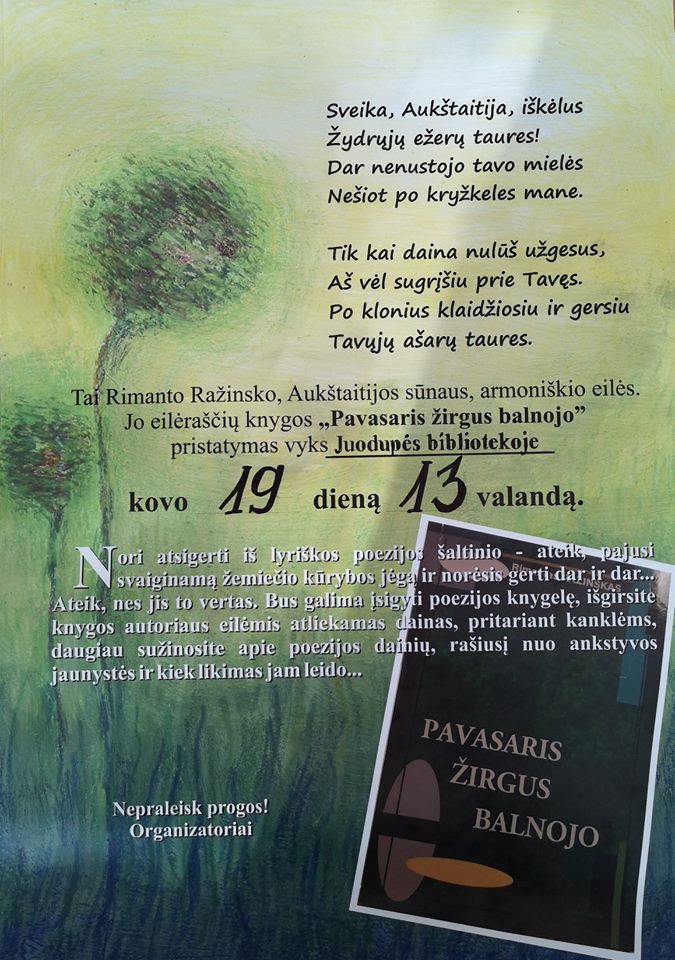 Sveika, Aukštaitija, iškėlus
Žydrųjų ežerų taures!
Dar nenustojo tavo mielės
Nešiot po kryžkeles mane.
Tik kai daina nulūš užgesus,
Aš vėl sugrįšiu prie Tavęs.
Po klonius klaidžiosiu ir gersiu
Tavųjų ašarų taures.
Tai Rimanto Ražinsko, Aukštaitijos sūnaus, armoniškio eilės.
Jo eilėraščių knygos „Pavasaris žirgus balnojo”
pristatymas vyks Juodupės bibliotekoje
kovo 19 dieną 13 valandą.
Nori atsigerti iš lyriškos poezijos šaltinio - ateik, pajusi
svaiginamą žemiečio kūrybos jėgą ir norėsis gerti dar ir dar...
Ateik, nes jis to vertas. Bus galima įsigyti poezijos knygelę, išgirsite
knygos autoriaus eilėmis atliekamas dainas, pritariant kanklėms,
daugiau sužinosite apie poezijos dainių, rašiusį nuo ankstyvos
jaunystės ir kiek likimas jam leido...
PAVASARIS
ŽIRGUS
BALNOJO
Nepraleisk progos!
Organizatoriai